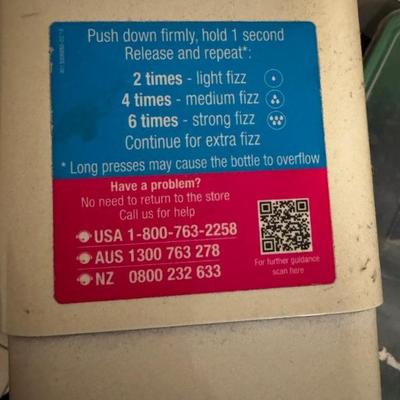 Push down firmly, hold 1 second
Release and repeat*:
2 times - light fizz
4 times - medium fizz
6 times - strong fizz
Continue for extra fizz
* Long presses may cause the bottle to overflow
Have a problem?
No need to return to the store
Call us for help
USA 1-800-763-2258
AUS 1300 763 278
NZ 0800 232 633
For further guidance
scan here